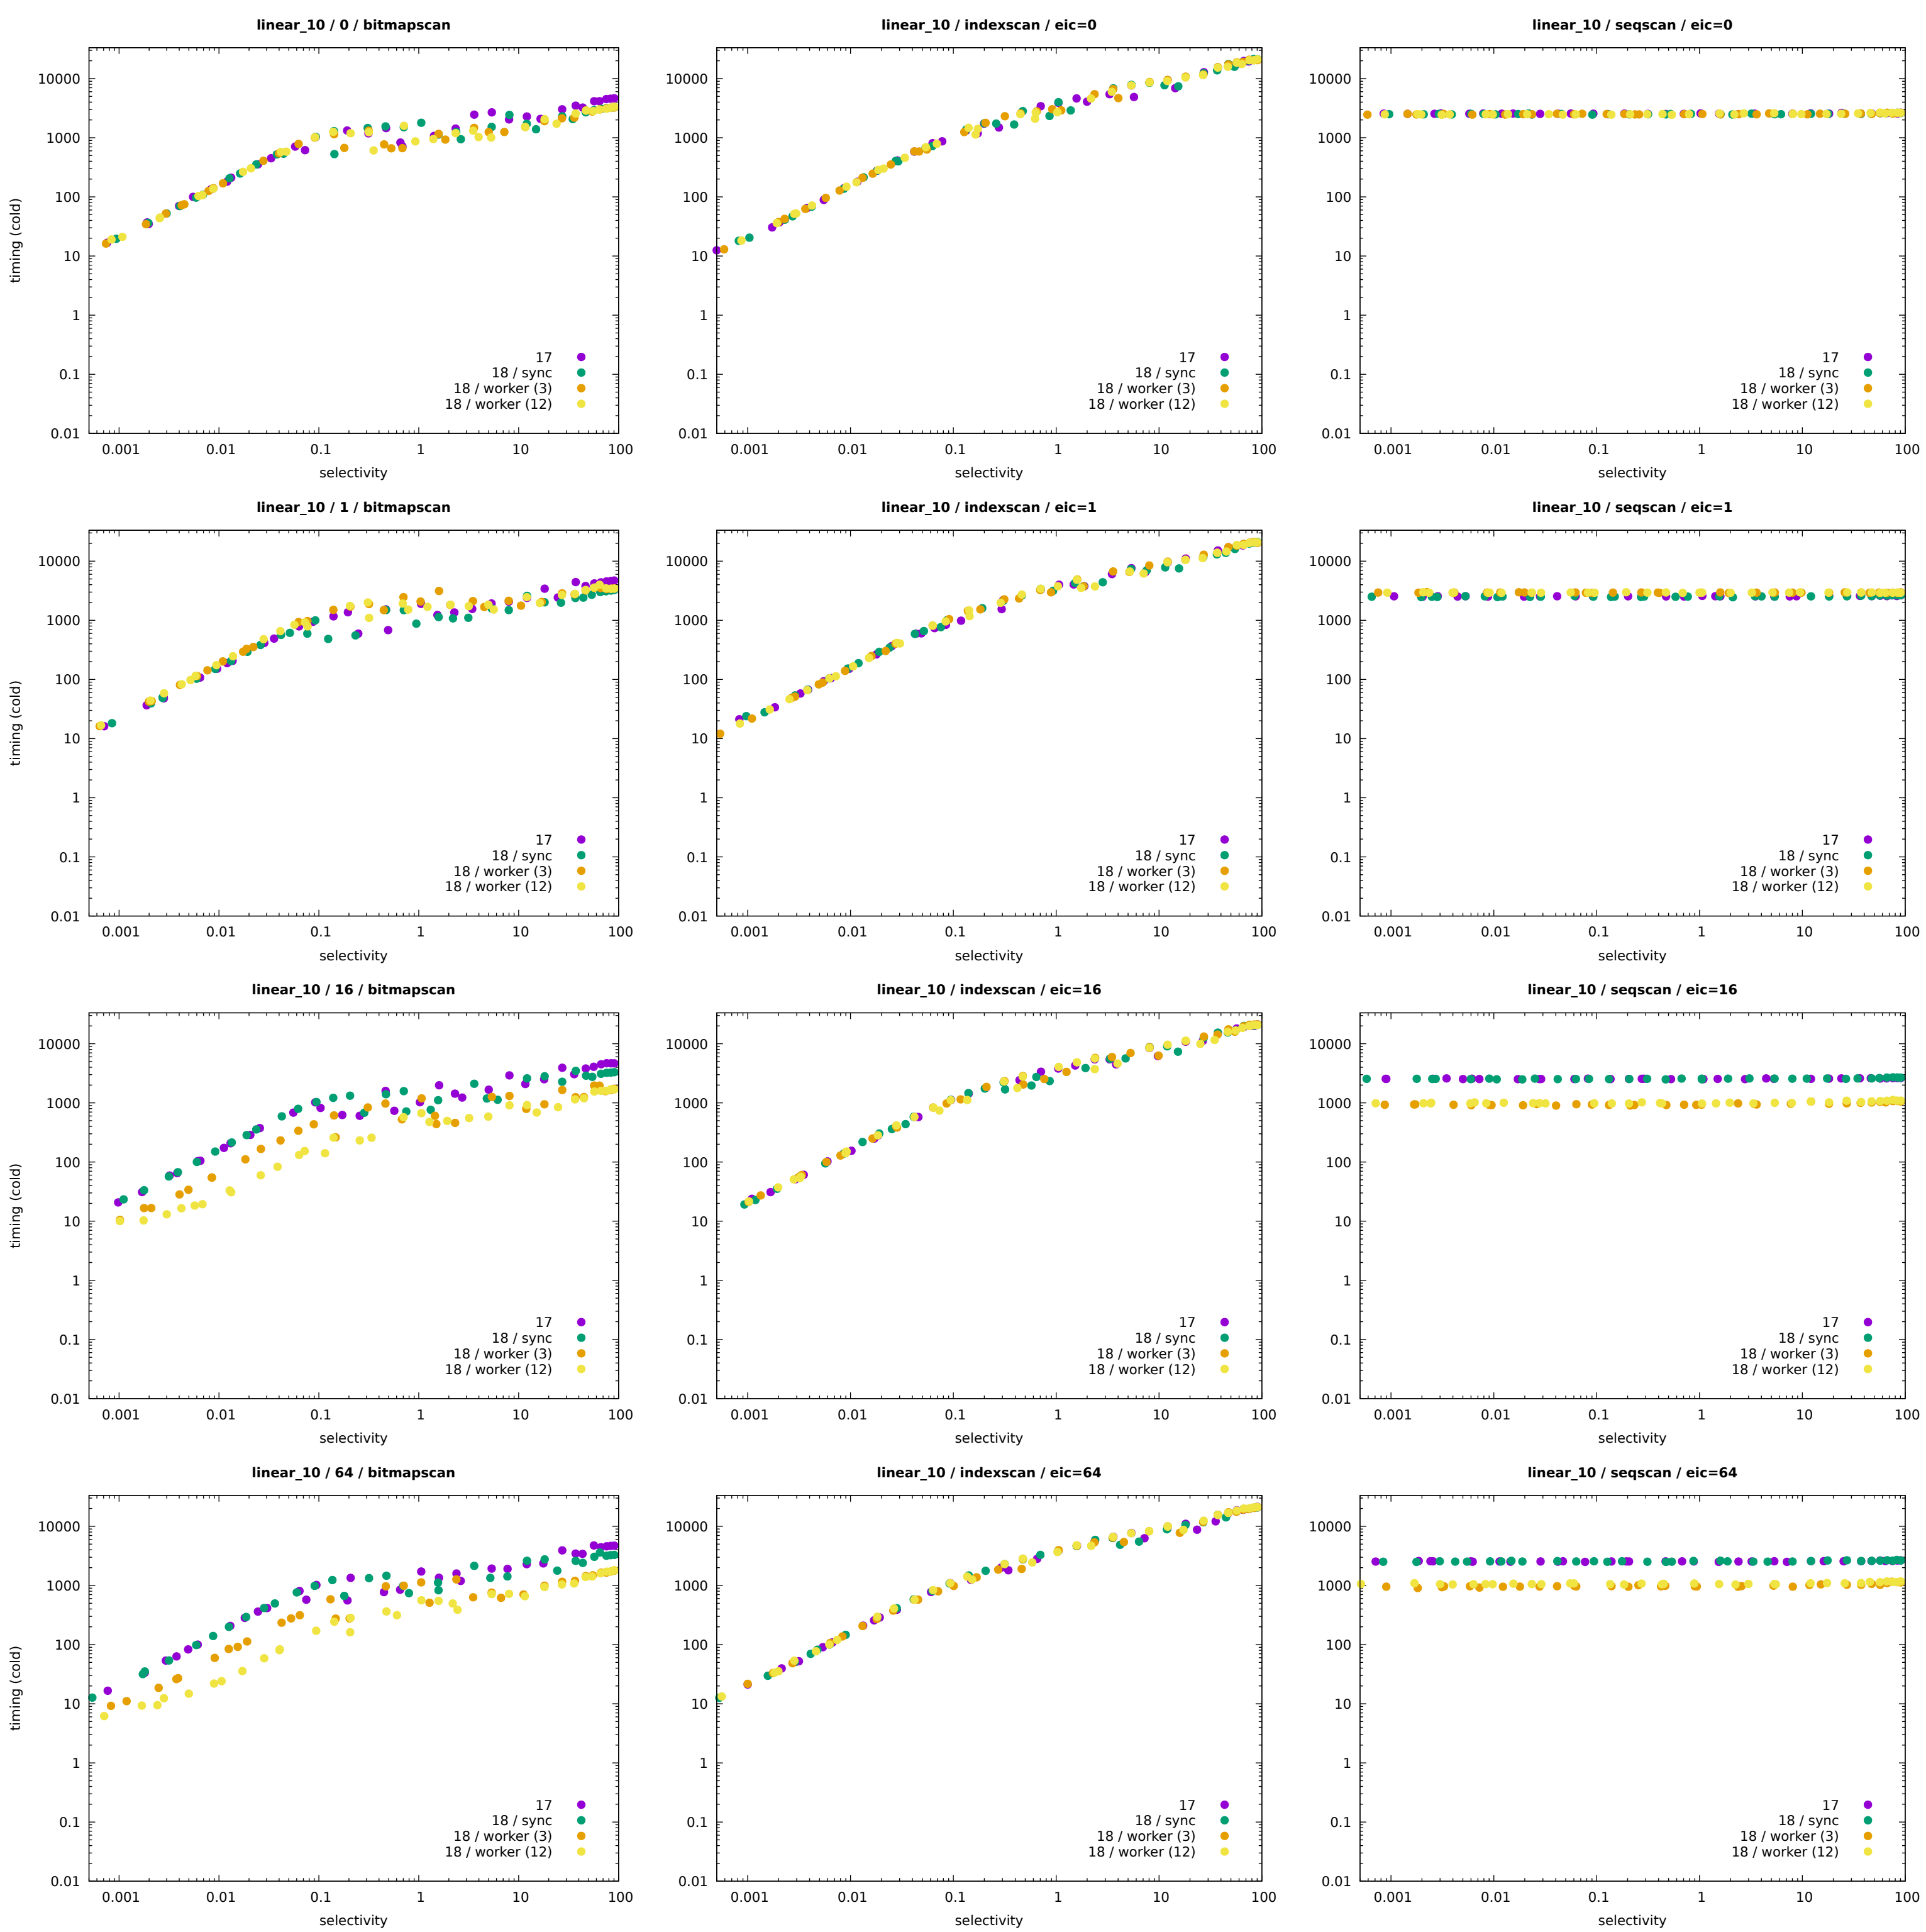 linear_10 / 0 / bitmapscan
timing (cold)
10000
1000
100
10
1
0.1
0.01
17
18 / sync
18 / worker (3)
18 / worker (12)
0.001 0.01 0.1 1 10 100
selectivity
linear_10 / indexscan / eic=0
10000
1000
100
10
1
0.1
0.01
17
18 / sync
18 / worker (3)
18 / worker (12)
0.001 0.01 0.1 1 10 100
selectivity
linear_10 / seqscan / eic=0
10000
1000
100
10
1
0.1
0.01
17
18 / sync
18 / worker (3)
18 / worker (12)
0.001 0.01 0.1 1 10 100
selectivity
linear_10 / 1 / bitmapscan
timing (cold)
10000
1000
100
10
1
0.1
0.01
17
18 / sync
18 / worker (3)
18 / worker (12)
0.001 0.01 0.1 1 10 100
selectivity
linear_10 / indexscan / eic=1
10000
1000
100
10
1
0.1
0.01
17
18 / sync
18 / worker (3)
18 / worker (12)
0.001 0.01 0.1 1 10 100
selectivity
linear_10 / seqscan / eic=1
10000
1000
100
10
1
0.1
0.01
17
18 / sync
18 / worker (3)
18 / worker (12)
0.001 0.01 0.1 1 10 100
selectivity
linear_10 / 16 / bitmapscan
timing (cold)
10000
1000
100
10
1
0.1
0.01
17
18 / sync
18 / worker (3)
18 / worker (12)
0.001 0.01 0.1 1 10 100
selectivity
linear_10 / indexscan / eic=16
10000
1000
100
10
1
0.1
0.01
17
18 / sync
18 / worker (3)
18 / worker (12)
0.001 0.01 0.1 1 10 100
selectivity
linear_10 / seqscan / eic=16
10000
1000
100
10
1
0.1
0.01
17
18 / sync
18 / worker (3)
18 / worker (12)
0.001 0.01 0.1 1 10 100
selectivity
linear_10 / 64 / bitmapscan
timing (cold)
10000
1000
100
10
1
0.1
0.01
17
18 / sync
18 / worker (3)
18 / worker (12)
0.001 0.01 0.1 1 10 100
selectivity
linear_10 / indexscan / eic=64
10000
1000
100
10
1
0.1
0.01
17
18 / sync
18 / worker (3)
18 / worker (12)
0.001 0.01 0.1 1 10 100
selectivity
linear_10 / seqscan / eic=64
10000
1000
100
10
1
0.1
0.01
17
18 / sync
18 / worker (3)
18 / worker (12)
0.001 0.01 0.1 1 10 100
selectivity